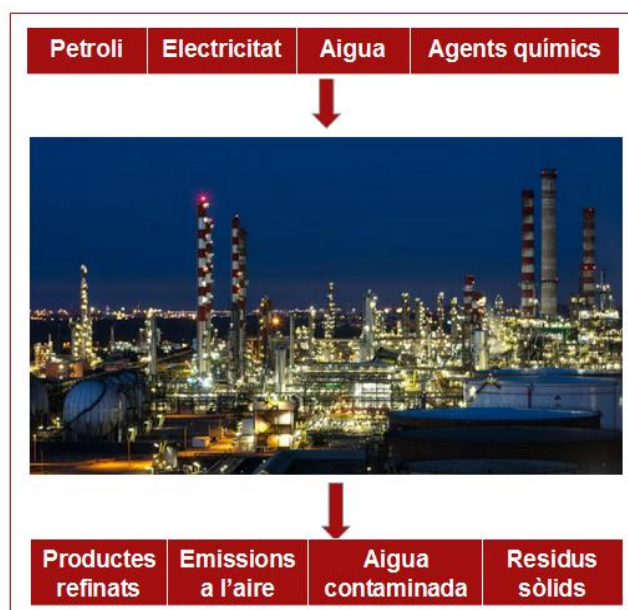 Petroli Electricitat Aigua Agents químics
Productes refinats
Emissions a l'aire
Aigua contaminada
Residus sòlids